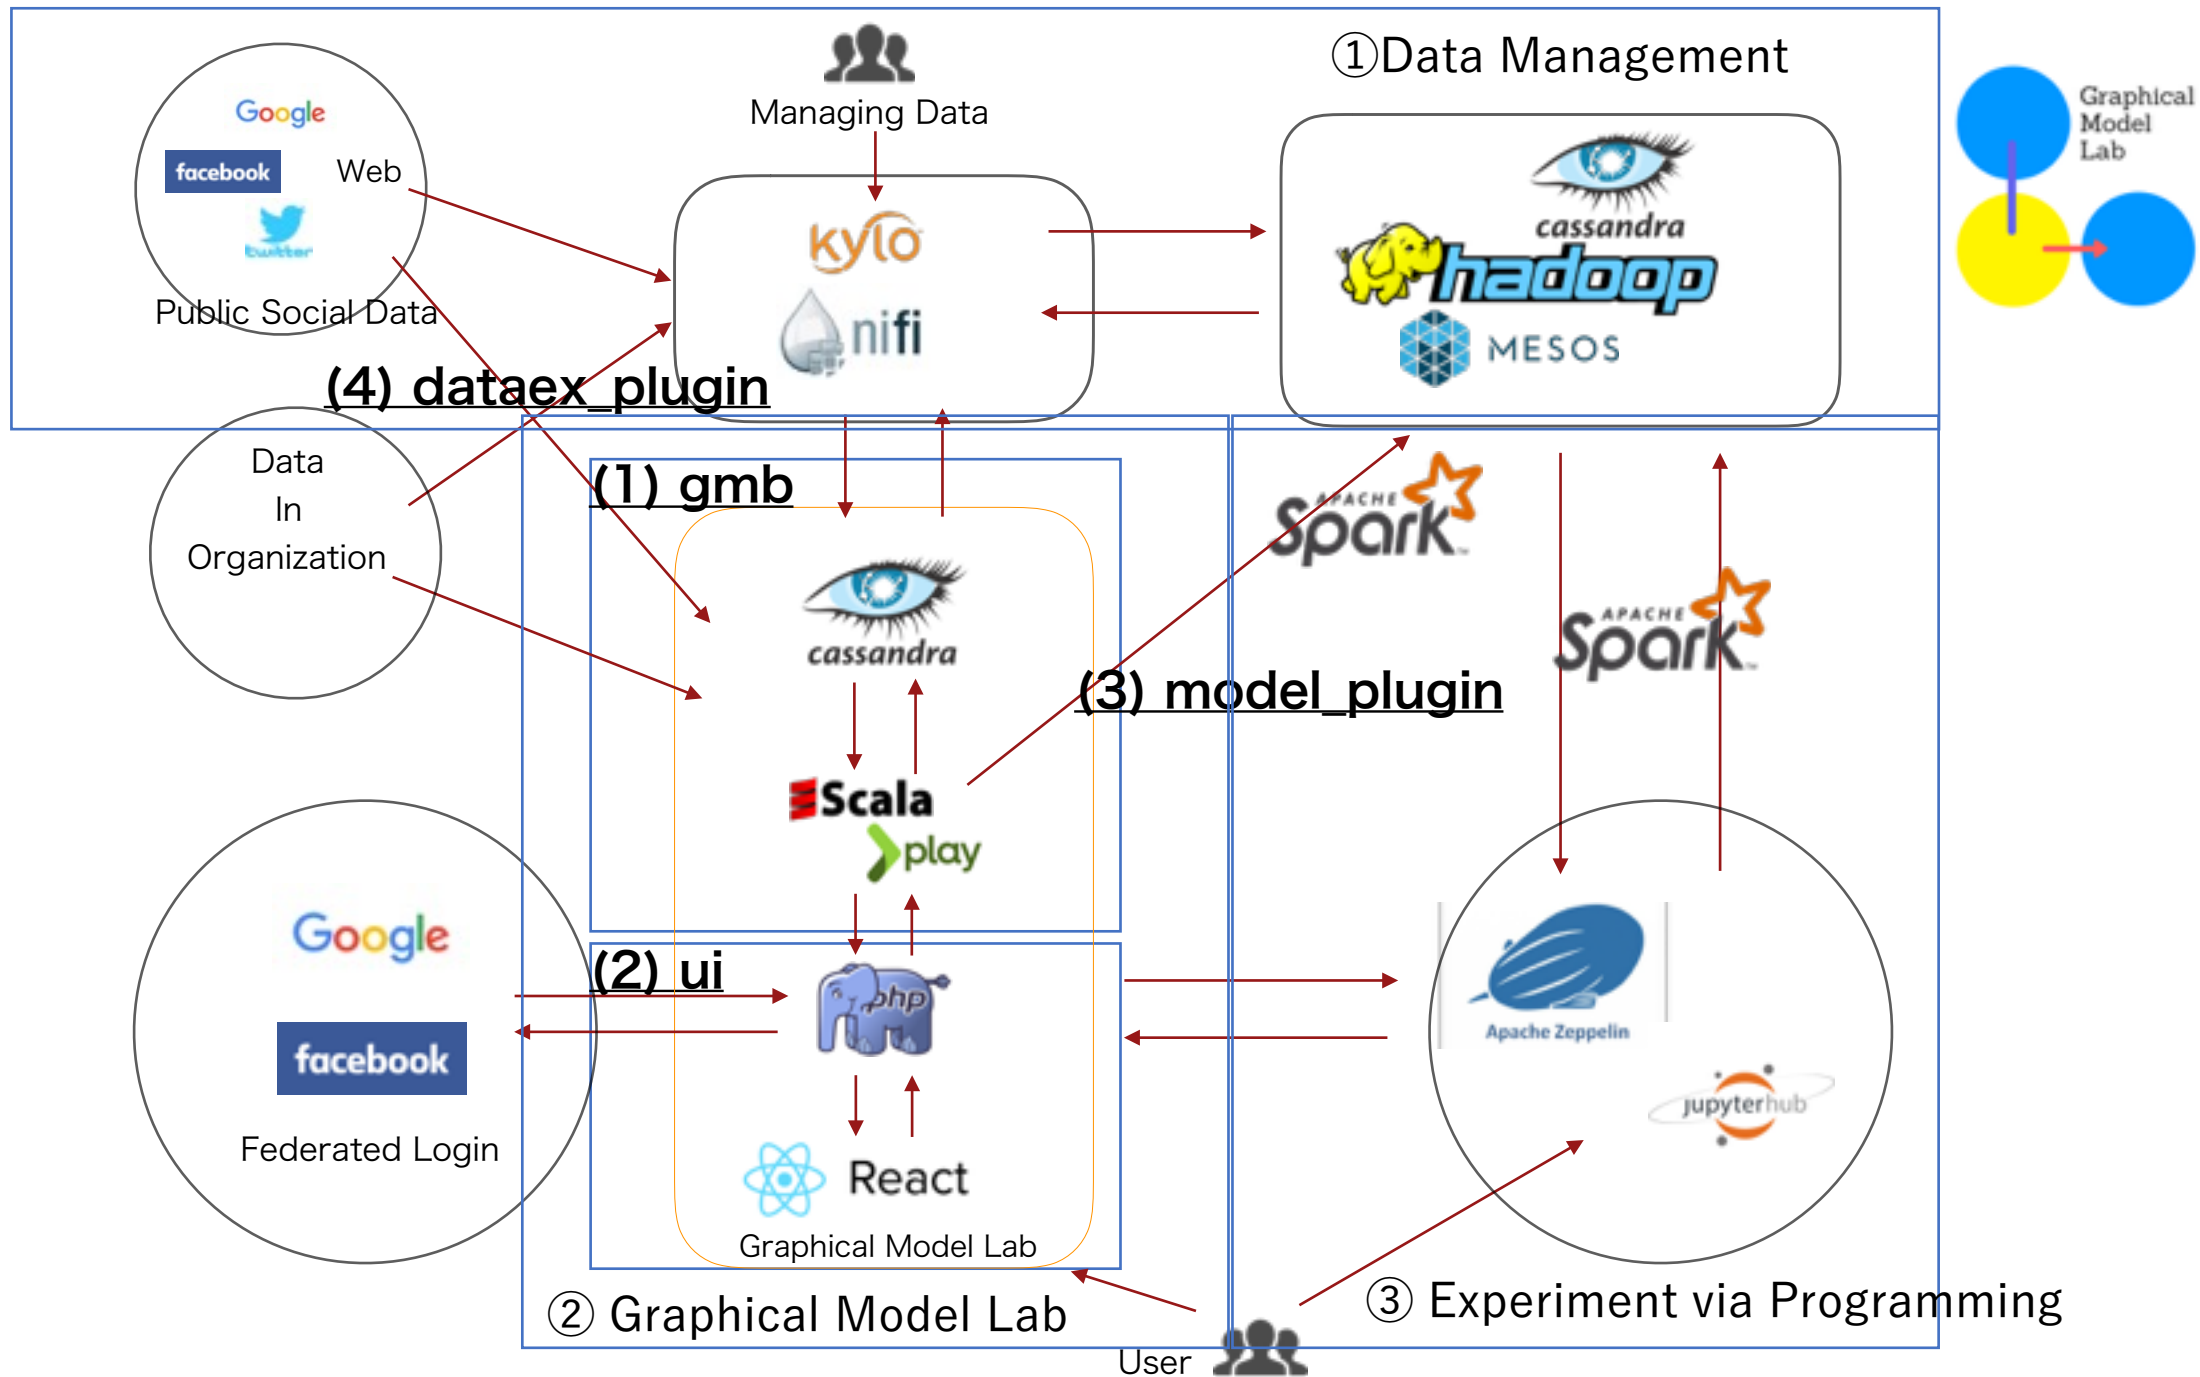 ①Data Management
Managing Data
Google
facebook
Web
twitter
Public Social Data
kylo
nifi
cassandra
hadoop
MESOS
Graphical
Model
Lab
(4) dataex_plugin
Data
In
Organization
(1) gmb
cassandra
APACHE
Spark
APACHE
Spark
(3) model_plugin
Scala
play
Google
facebook
Federated Login
(2) ui
php
React
Graphical Model Lab
Apache Zeppelin
jupyterhub
② Graphical Model Lab
③ Experiment via Programming
User